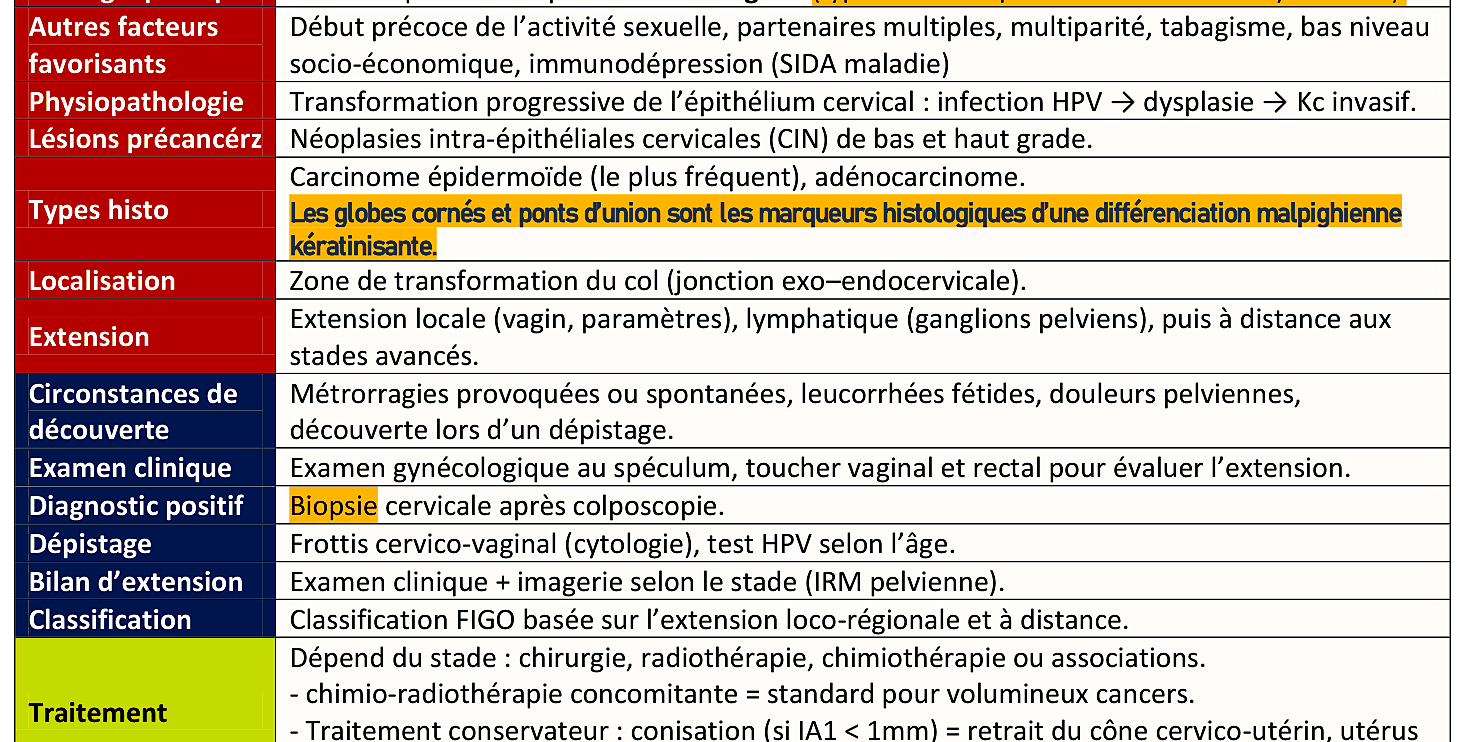 Autres facteurs
favorisants
Début précoce de l’activité sexuelle, partenaires multiples, multiparité, tabagisme, bas niveau
socio-économique, immunodépression (SIDA maladie)
Physiopathologie
Transformation progressive de l’épithélium cervical : infection HPV → dysplasie → Kc invasif.
Lésions précancérz
Néoplasies intra-épithéliales cervicales (CIN) de bas et haut grade.
Types histo
Carcinome épidermoïde (le plus fréquent), adénocarcinome.
Les globes cornés et ponts d’union sont les marqueurs histologiques d’une différenciation malpighienne
kératinisante.
Localisation
Zone de transformation du col (jonction exo–endocervicale).
Extension
Extension locale (vagin, paramètres), lymphatique (ganglions pelviens), puis à distance aux
stades avancés.
Circonstances de
découverte
Métrorragies provoquées ou spontanées, leucorrhées fétides, douleurs pelviennes,
découverte lors d’un dépistage.
Examen clinique
Examen gynécologique au spéculum, toucher vaginal et rectal pour évaluer l’extension.
Diagnostic positif
Biopsie cervicale après colposcopie.
Dépistage
Frottis cervico-vaginal (cytologie), test HPV selon l’âge.
Bilan d’extension
Examen clinique + imagerie selon le stade (IRM pelvienne).
Classification
Classification FIGO basée sur l’extension loco-régionale et à distance.
Traitement
Dépend du stade : chirurgie, radiothérapie, chimiothérapie ou associations.
- chimio-radiothérapie concomitante = standard pour volumineux cancers.
- Traitement conservateur : conisation (si IA1 < 1mm) = retrait du cône cervico-utérin, utérus